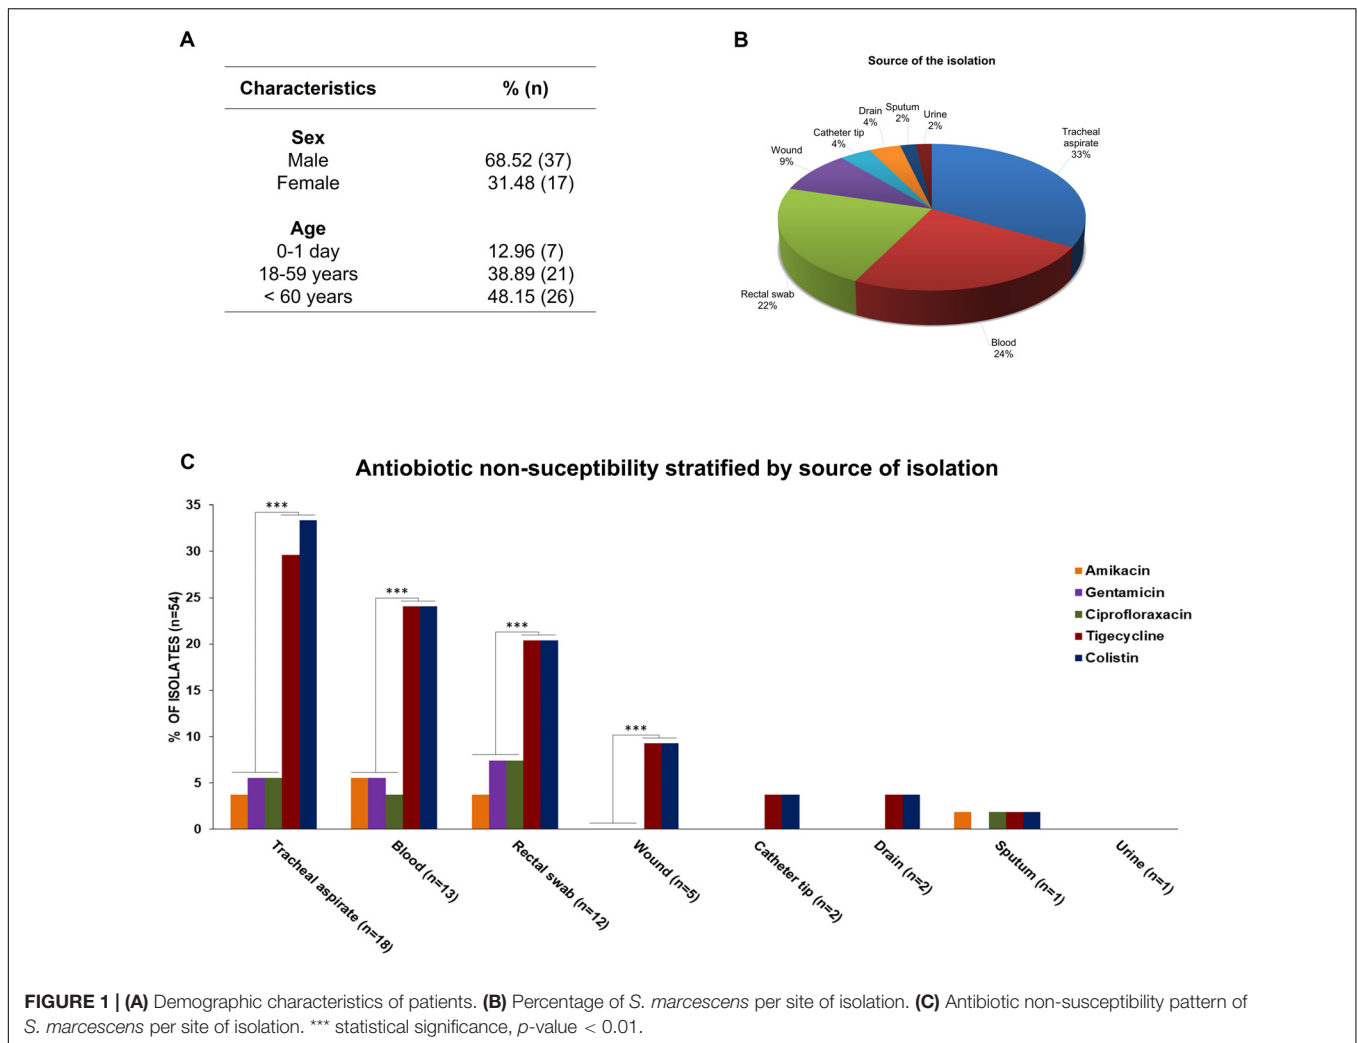 A
Characteristics % (n)
Sex
Male 68.52 (37)
Female 31.48 (17)
Age
0-1 day 12.96 (7)
18-59 years 38.89 (21)
< 60 years 48.15 (26)
B
Source of the isolation
Sputum
2%
Urine
2%
Drain
4%
Catheter tip
4%
Wound
9%
Tracheal
aspirate
33%
Rectal swab
22%
Blood
24%
C
Antiobiotic non-suceptibility stratified by source of isolation
% OF ISOLATES (n=54)
35
30
25
20
15
10
5
0
***
***
***
***
Amikacin
Gentamicin
Ciprofloraxacin
Tigecycline
Colistin
Tracheal aspirate (n=18)
Blood (n=13)
Rectal swab (n=12)
Wound (n=5)
Catheter tip (n=2)
Drain (n=2)
Sputum (n=1)
Urine (n=1)
FIGURE 1 | (A) Demographic characteristics of patients. (B) Percentage of S. marcescens per site of isolation. (C) Antibiotic non-susceptibility pattern of
S. marcescens per site of isolation. *** statistical significance, p-value < 0.01.